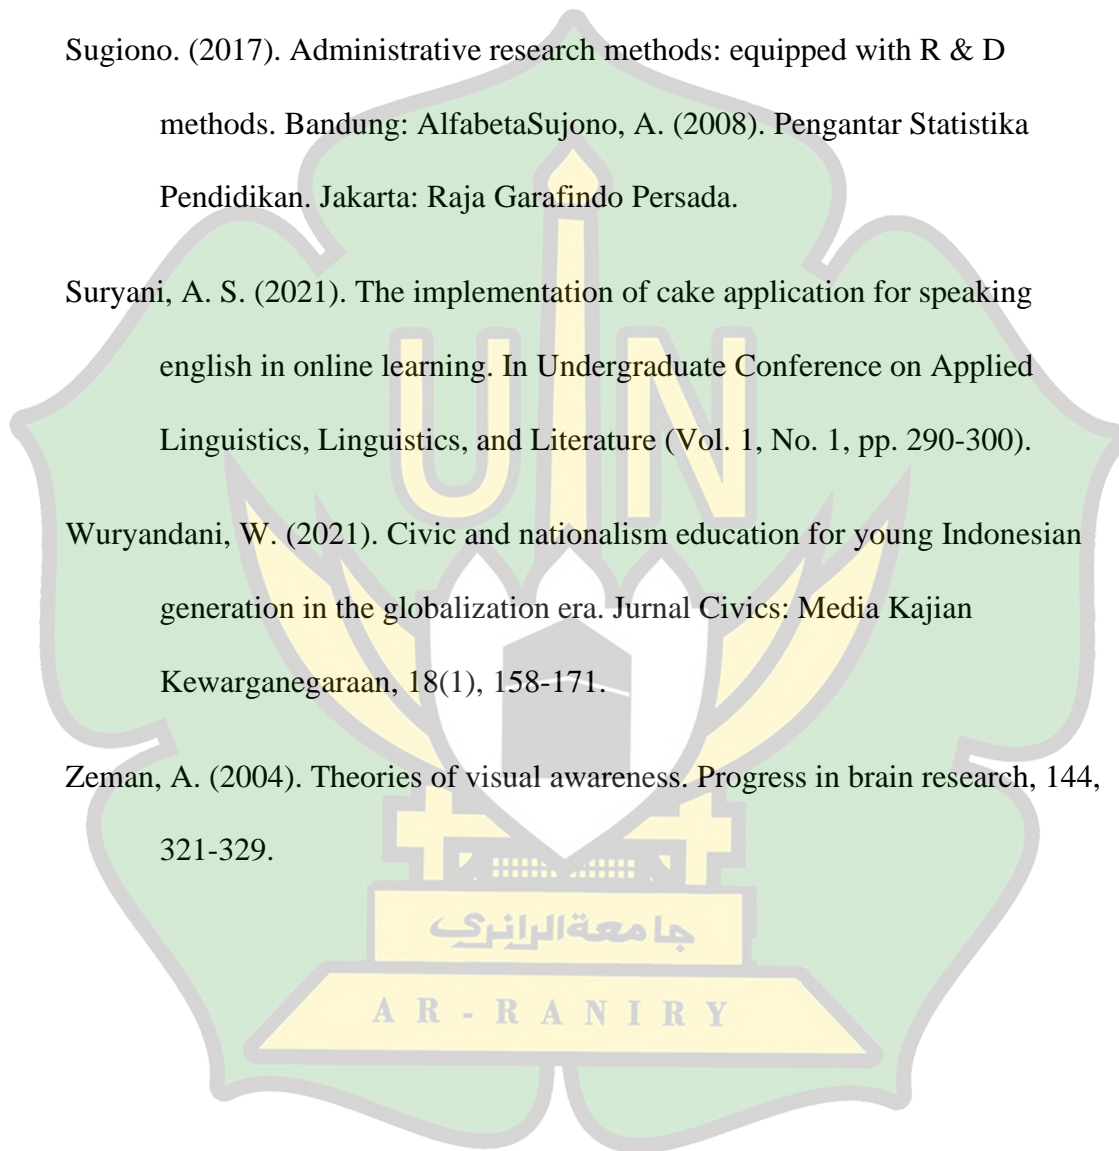 Sugiono. (2017). Administrative research methods: equipped with R & D
methods. Bandung: AlfabetaSujono, A. (2008). Pengantar Statistika
Pendidikan. Jakarta: Raja Garafindo Persada.
Suryani, A. S. (2021). The implementation of cake application for speaking
english in online learning. In Undergraduate Conference on Applied
Linguistics, Linguistics, and Literature (Vol. 1, No. 1, pp. 290-300).
Wuryandani, W. (2021). Civic and nationalism education for young Indonesian
generation in the globalization era. Jurnal Civics: Media Kajian
Kewarganegaraan, 18(1), 158-171.
Zeman, A. (2004). Theories of visual awareness. Progress in brain research, 144,
321-329.
UIN
جامعة الرانري
AR-RANIRY